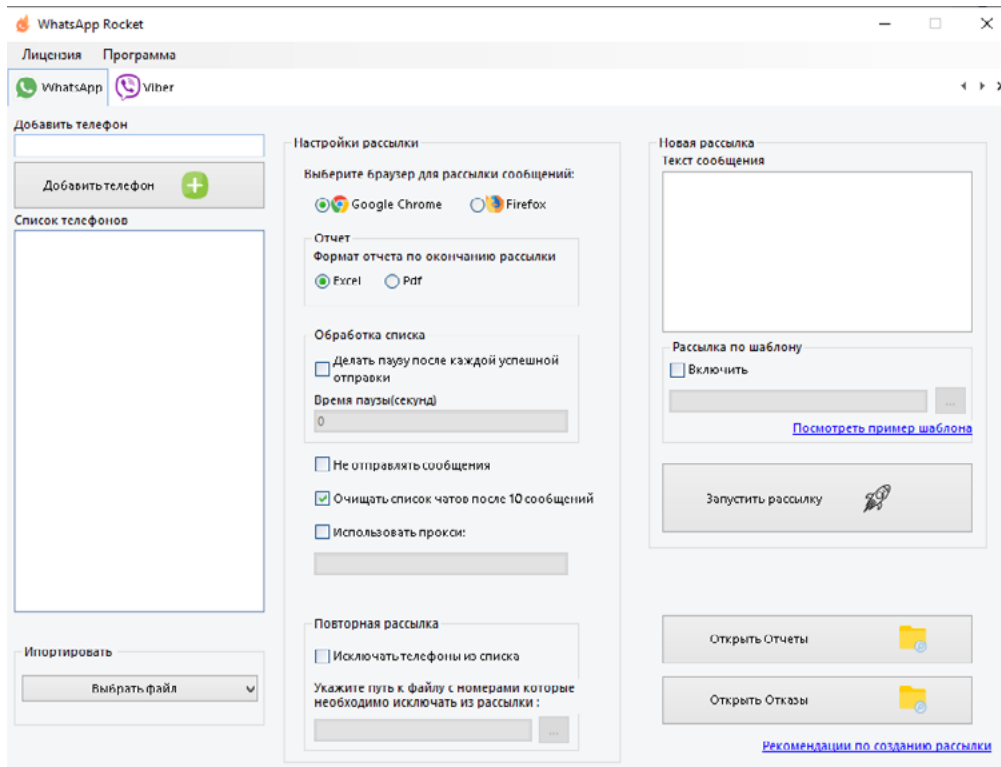 WhatsApp Rocket
Лицензия Программа
WhatsApp Viber
Добавить телефон
Добавить телефон
Список телефонов
Ипортировать
Выбрать файл
Настройки рассылки
Выберите браузер для рассылки сообщений:
Google Chrome Firefox
Отчет
Формат отчета по окончанию рассылки
Excel Pdf
Обработка списка
Делать паузу после каждой успешной
отправки
Время паузы(секунд)
0
Не отправлять сообщения
Очищать список чатов после 10 сообщений
Использовать прокси:
Повторная рассылка
Исключать телефоны из списка
Укажите путь к файлу с номерами которые
необходимо исключать из рассылки :
...
Новая рассылка
Текст сообщения
Рассылка по шаблону
Включить
...
Посмотреть пример шаблона
Запустить рассылку
Открыть Отчеты
Открыть Отказы
Рекомендации по созданию рассылки